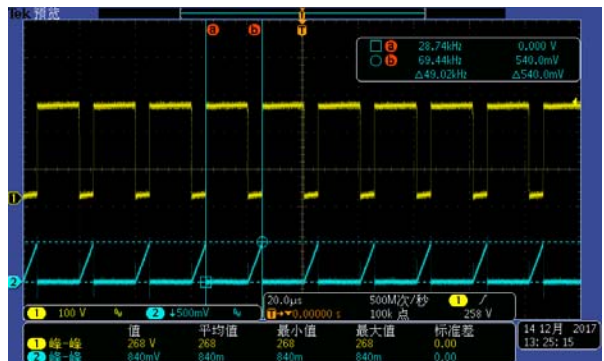 Tek 预览
T
a b
T
a 28.74kHz 0.000 V
b 69.44kHz 540.0mV
△49.02kHz △540.0mV
1
2
1 100 V 2 ↓500mV
20.0µs 500M次/秒 1
T→▼0.00000 s 100k 点 258 V
值 平均值 最小值 最大值 标准差
1 峰-峰 268 V 268 268 268 0.00
2 峰-峰 840mV 840m 840m 840m 0.00
14 12月 2017
13:25:15